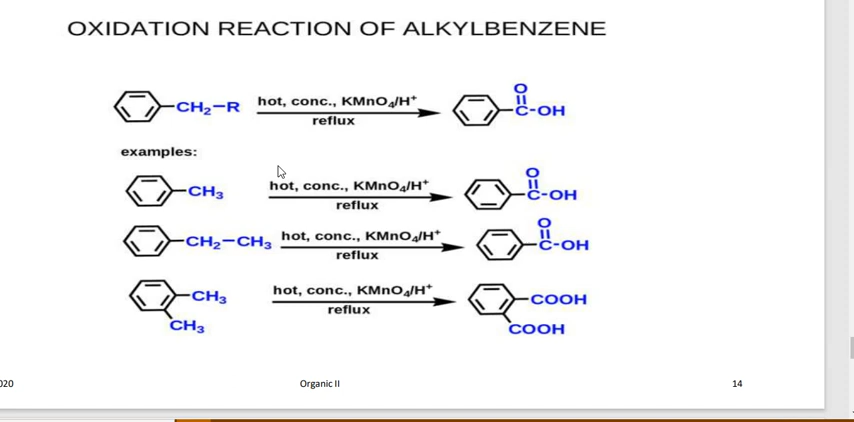 OXIDATION REACTION OF ALKYLBENZENE
O
CH₂–R hot, conc., KMnO₄/H⁺ C-OH
reflux
examples:
O
CH₃ hot, conc., KMnO₄/H⁺ C-OH
reflux
O
CH₂–CH₃ hot, conc., KMnO₄/H⁺ C-OH
reflux
CH₃ hot, conc., KMnO₄/H⁺ COOH
reflux
CH₃ COOH
020 Organic II 14